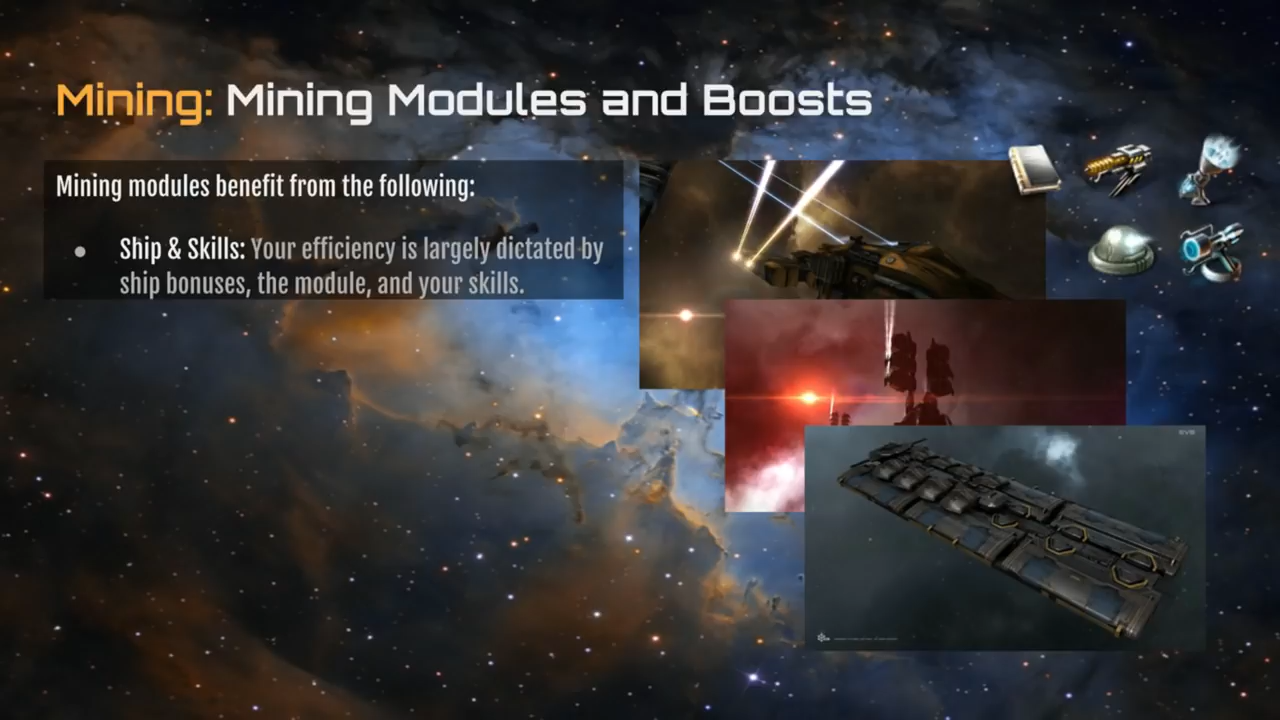 Mining: Mining Modules and Boosts
Mining modules benefit from the following:
● Ship & Skills: Your efficiency is largely dictated by
ship bonuses, the module, and your skills.
EVE